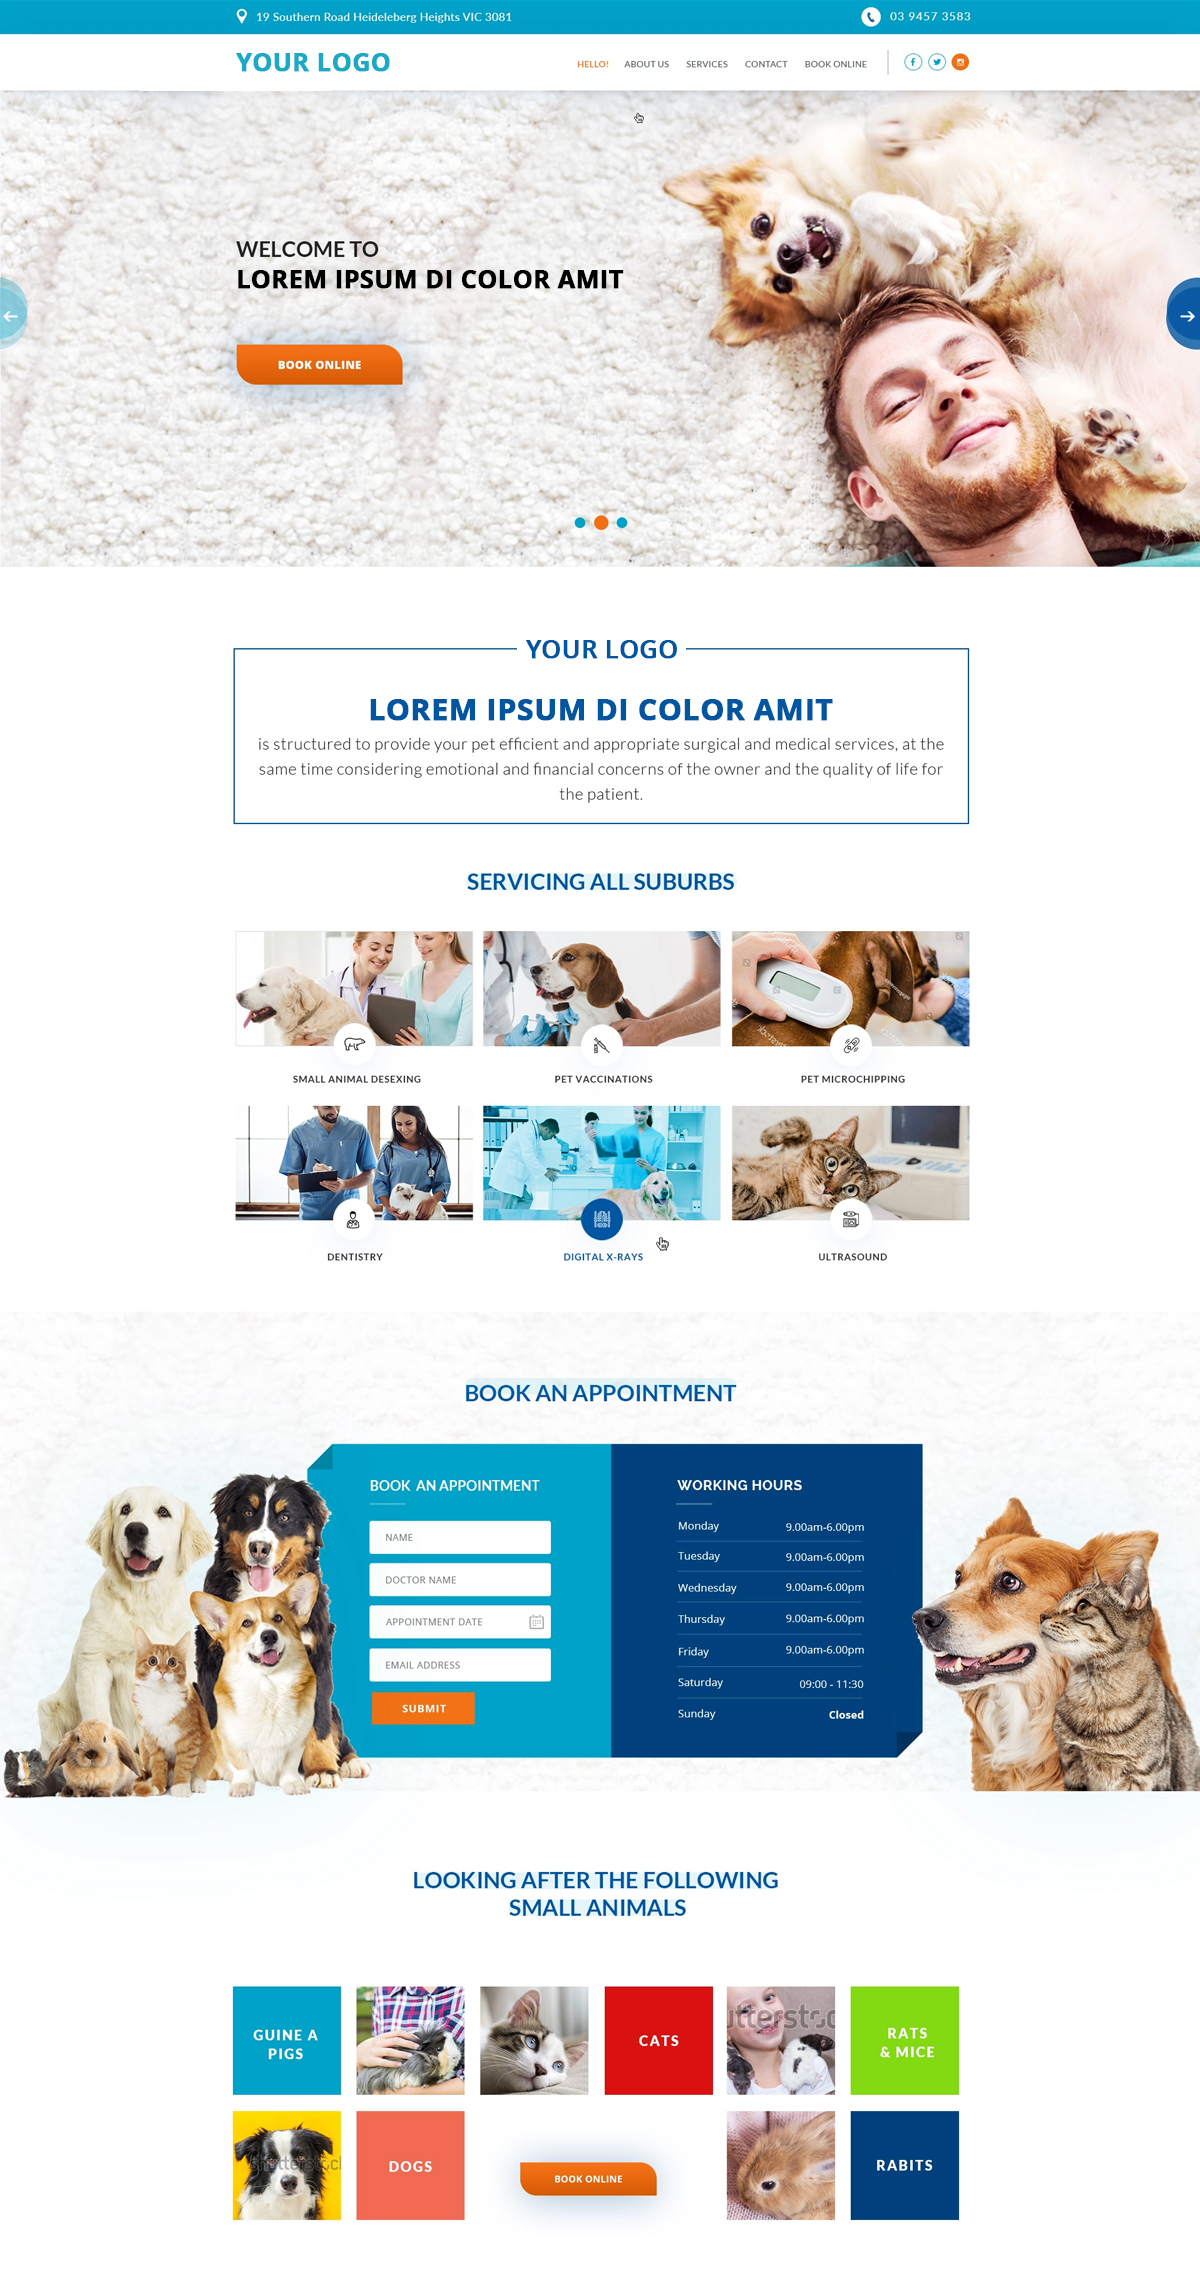 19 Southern Road Heideleberg Heights VIC 3081
03 9457 3583
YOUR LOGO
HELLO! ABOUT US SERVICES CONTACT BOOK ONLINE
WELCOME TO
LOREM IPSUM DI COLOR AMIT
BOOK ONLINE
YOUR LOGO
LOREM IPSUM DI COLOR AMIT
is structured to provide your pet efficient and appropriate surgical and medical services, at the
same time considering emotional and financial concerns of the owner and the quality of life for
the patient.
SERVICING ALL SUBURBS
SMALL ANIMAL DESEXING
PET VACCINATIONS
PET MICROCHIPPING
DENTISTRY
DIGITAL X-RAYS
ULTRASOUND
BOOK AN APPOINTMENT
BOOK AN APPOINTMENT
NAME
DOCTOR NAME
APPOINTMENT DATE
EMAIL ADDRESS
SUBMIT
WORKING HOURS
Monday 9.00am-6.00pm
Tuesday 9.00am-6.00pm
Wednesday 9.00am-6.00pm
Thursday 9.00am-6.00pm
Friday 9.00am-6.00pm
Saturday 09:00 - 11:30
Sunday Closed
LOOKING AFTER THE FOLLOWING
SMALL ANIMALS
GUINE A
PIGS
CATS
utterst
RATS
& MICE
DOGS
BOOK ONLINE
RABITS